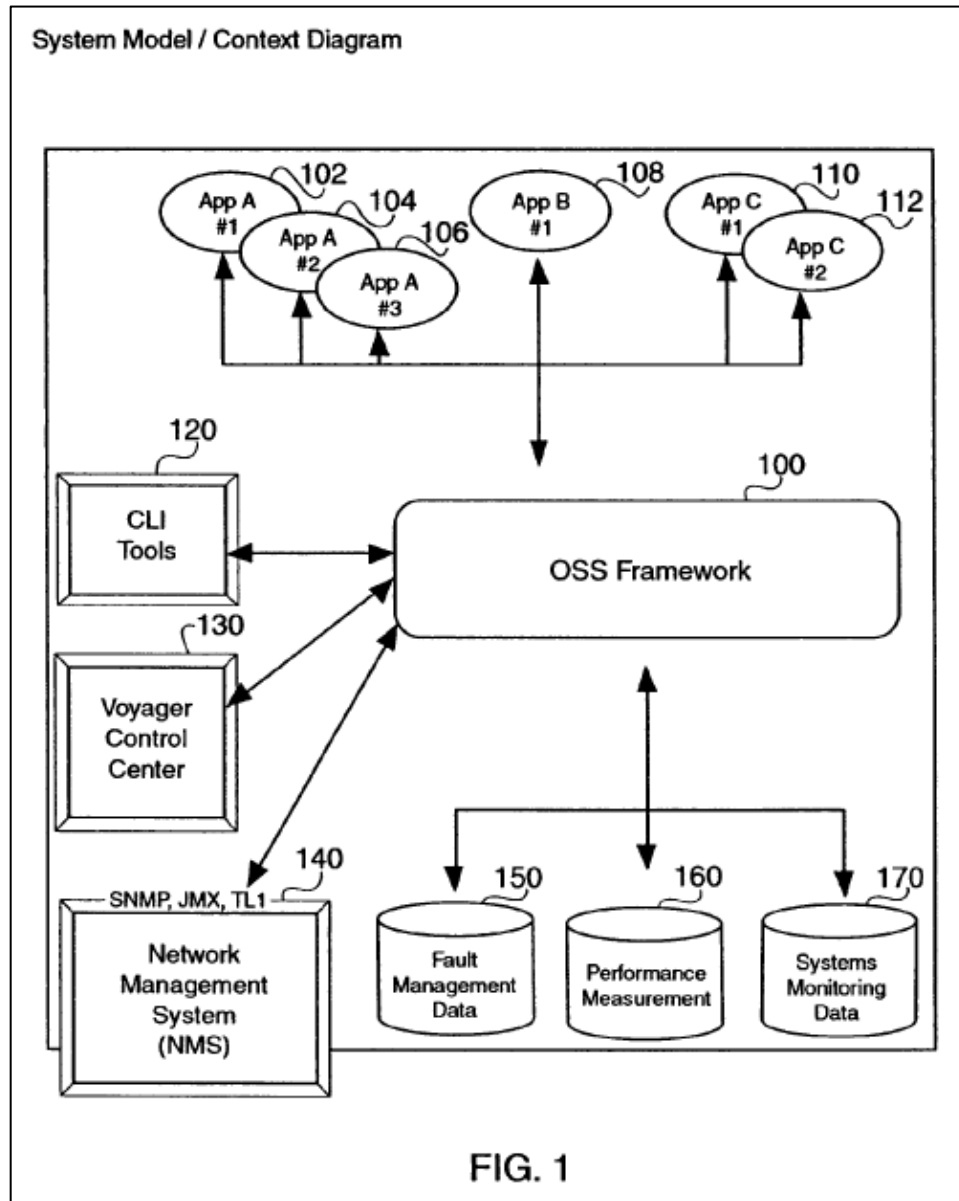 System Model / Context Diagram
102
App A
#1
104
App A
#2
106
App A
#3
108
App B
#1
110
App C
#1
112
App C
#2
120
CLI
Tools
100
OSS Framework
130
Voyager
Control
Center
140
SNMP, JMX, TL1
Network
Management
System
(NMS)
150
Fault
Management
Data
160
Performance
Measurement
170
Systems
Monitoring
Data
FIG. 1